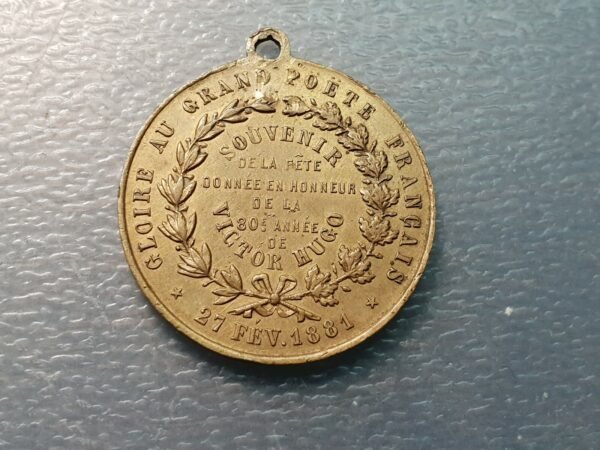 GLOIRE AU GRAND POËTE FRANÇAIS
SOUVENIR
DE LA FÊTE
DONNÉE EN HONNEUR
DE LA
80E ANNÉE
DE
VICTOR HUGO
* 27 FÉV. 1881 *